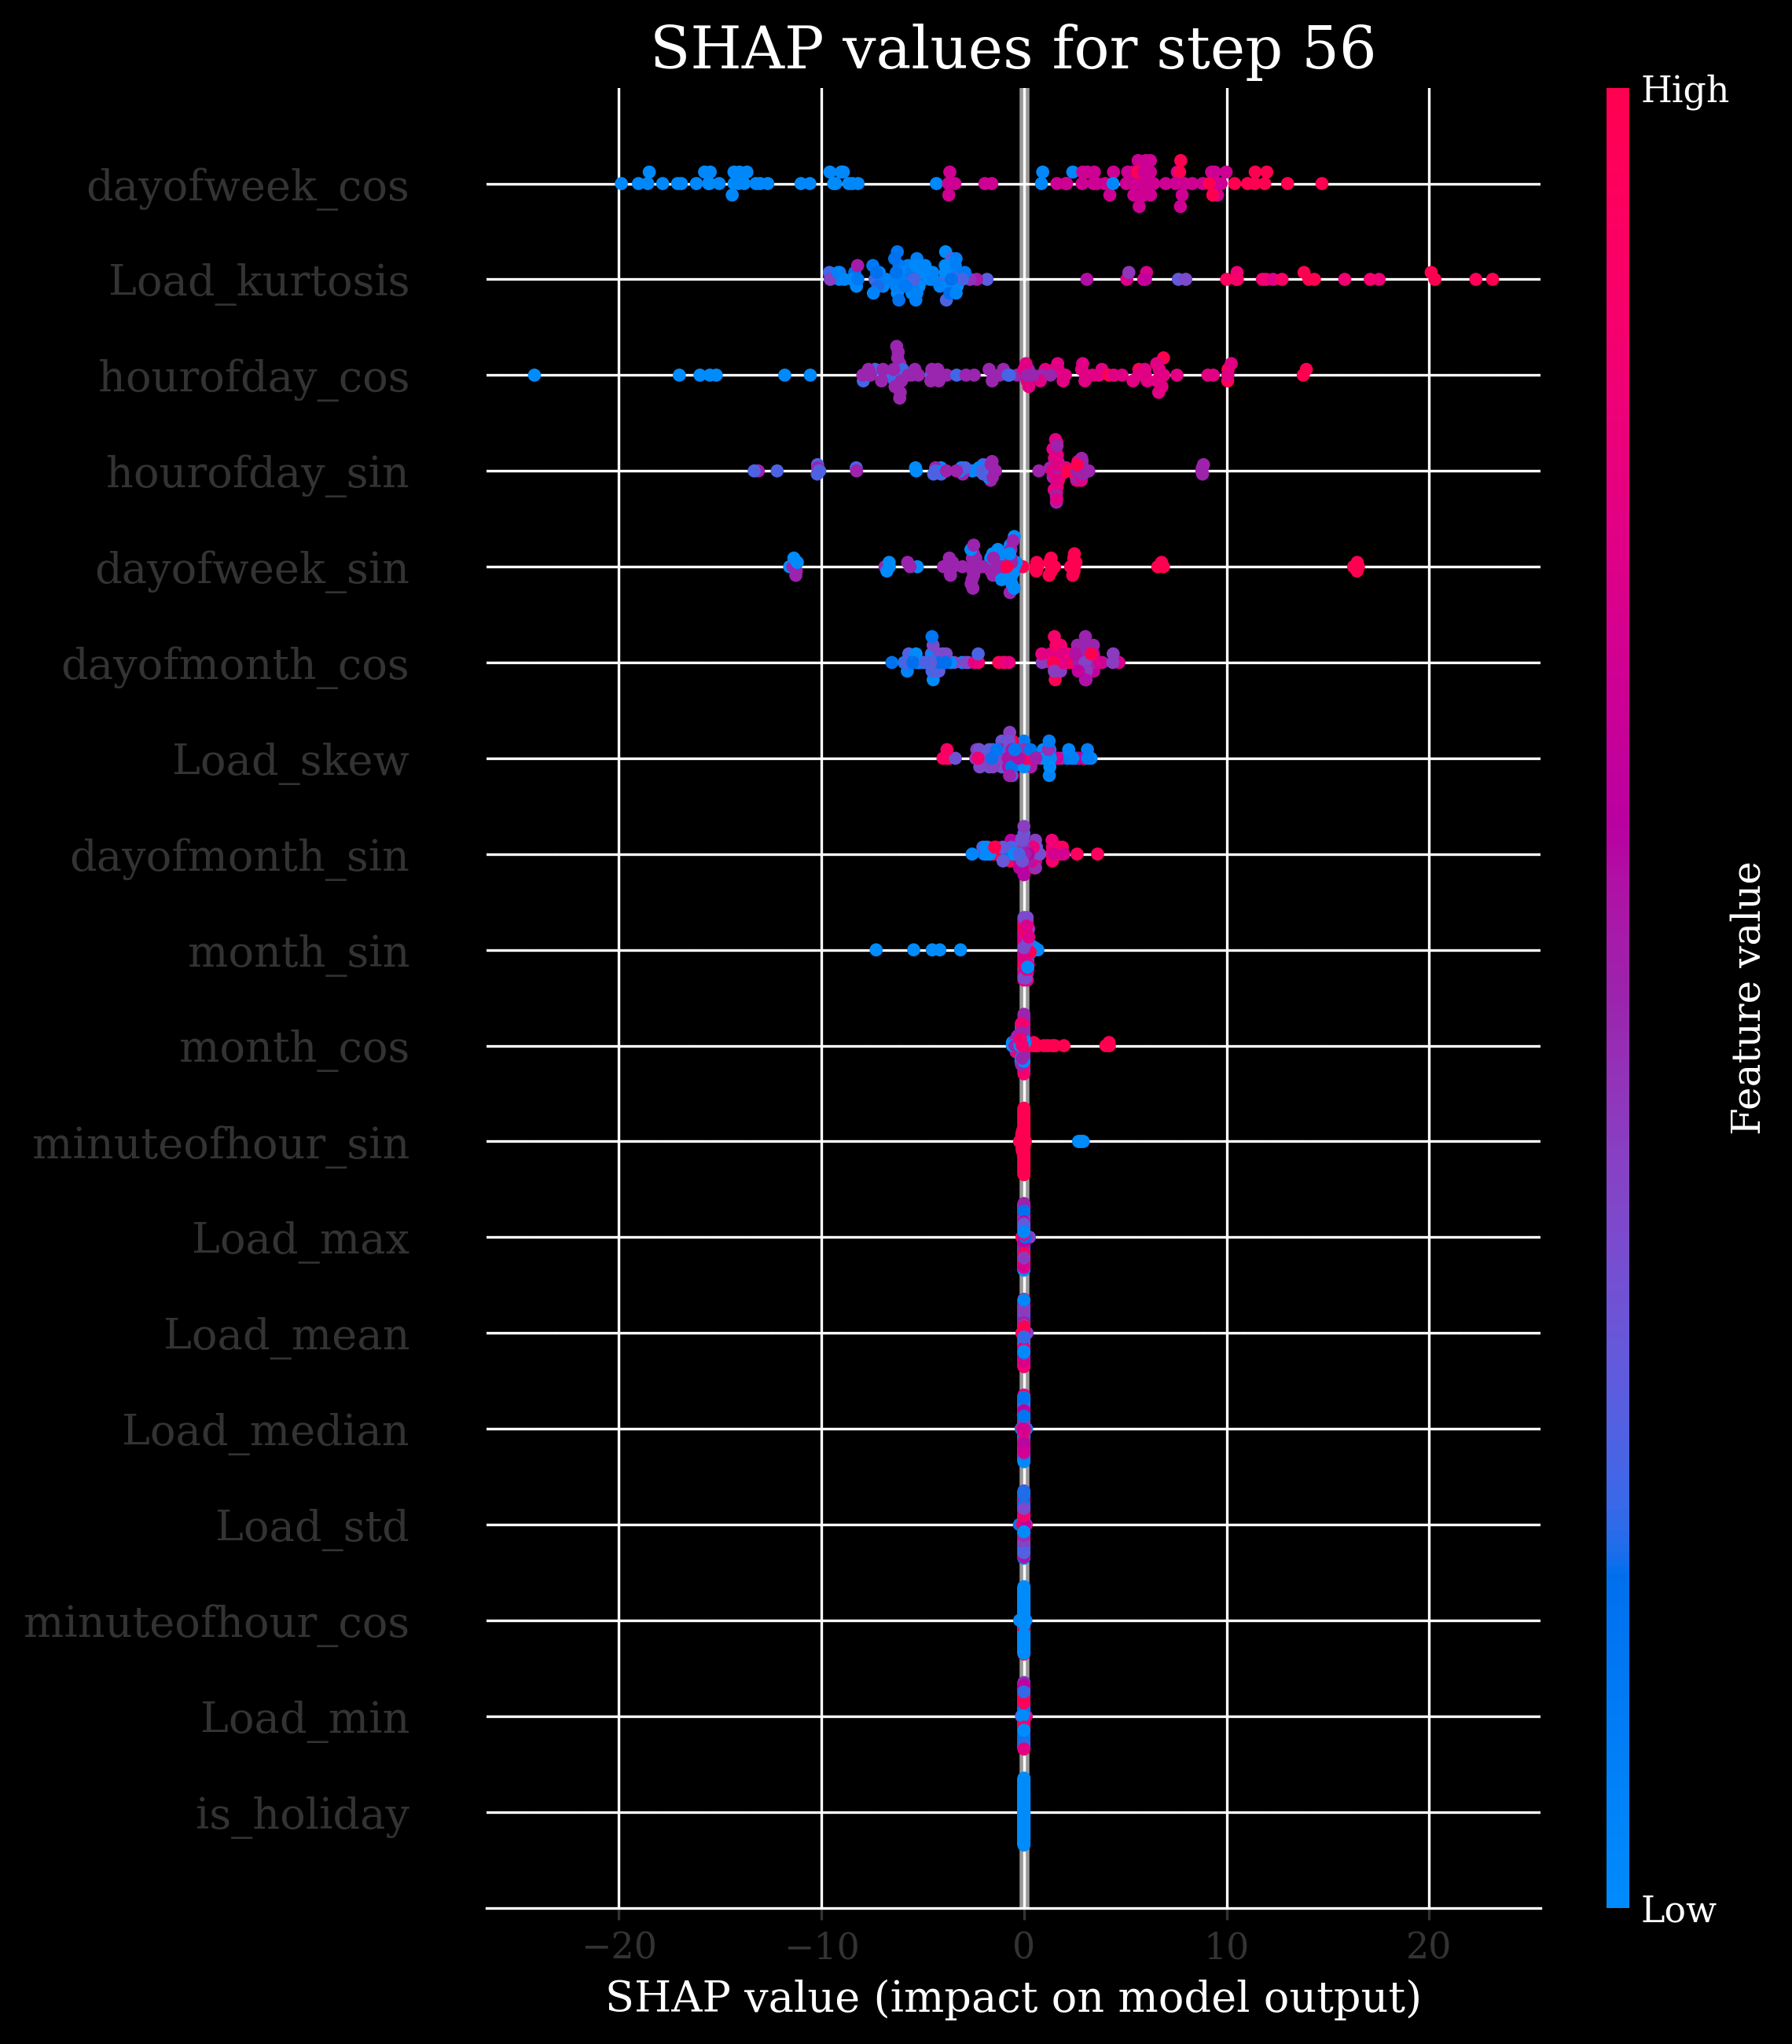 SHAP values for step 56
High
dayofweek_cos
Load_kurtosis
hourofday_cos
hourofday_sin
dayofweek_sin
dayofmonth_cos
Load_skew
dayofmonth_sin
month_sin
month_cos
minuteofhour_sin
Load_max
Load_mean
Load_median
Load_std
minuteofhour_cos
Load_min
is_holiday
Feature value
Low
−20 −10 0 10 20
SHAP value (impact on model output)